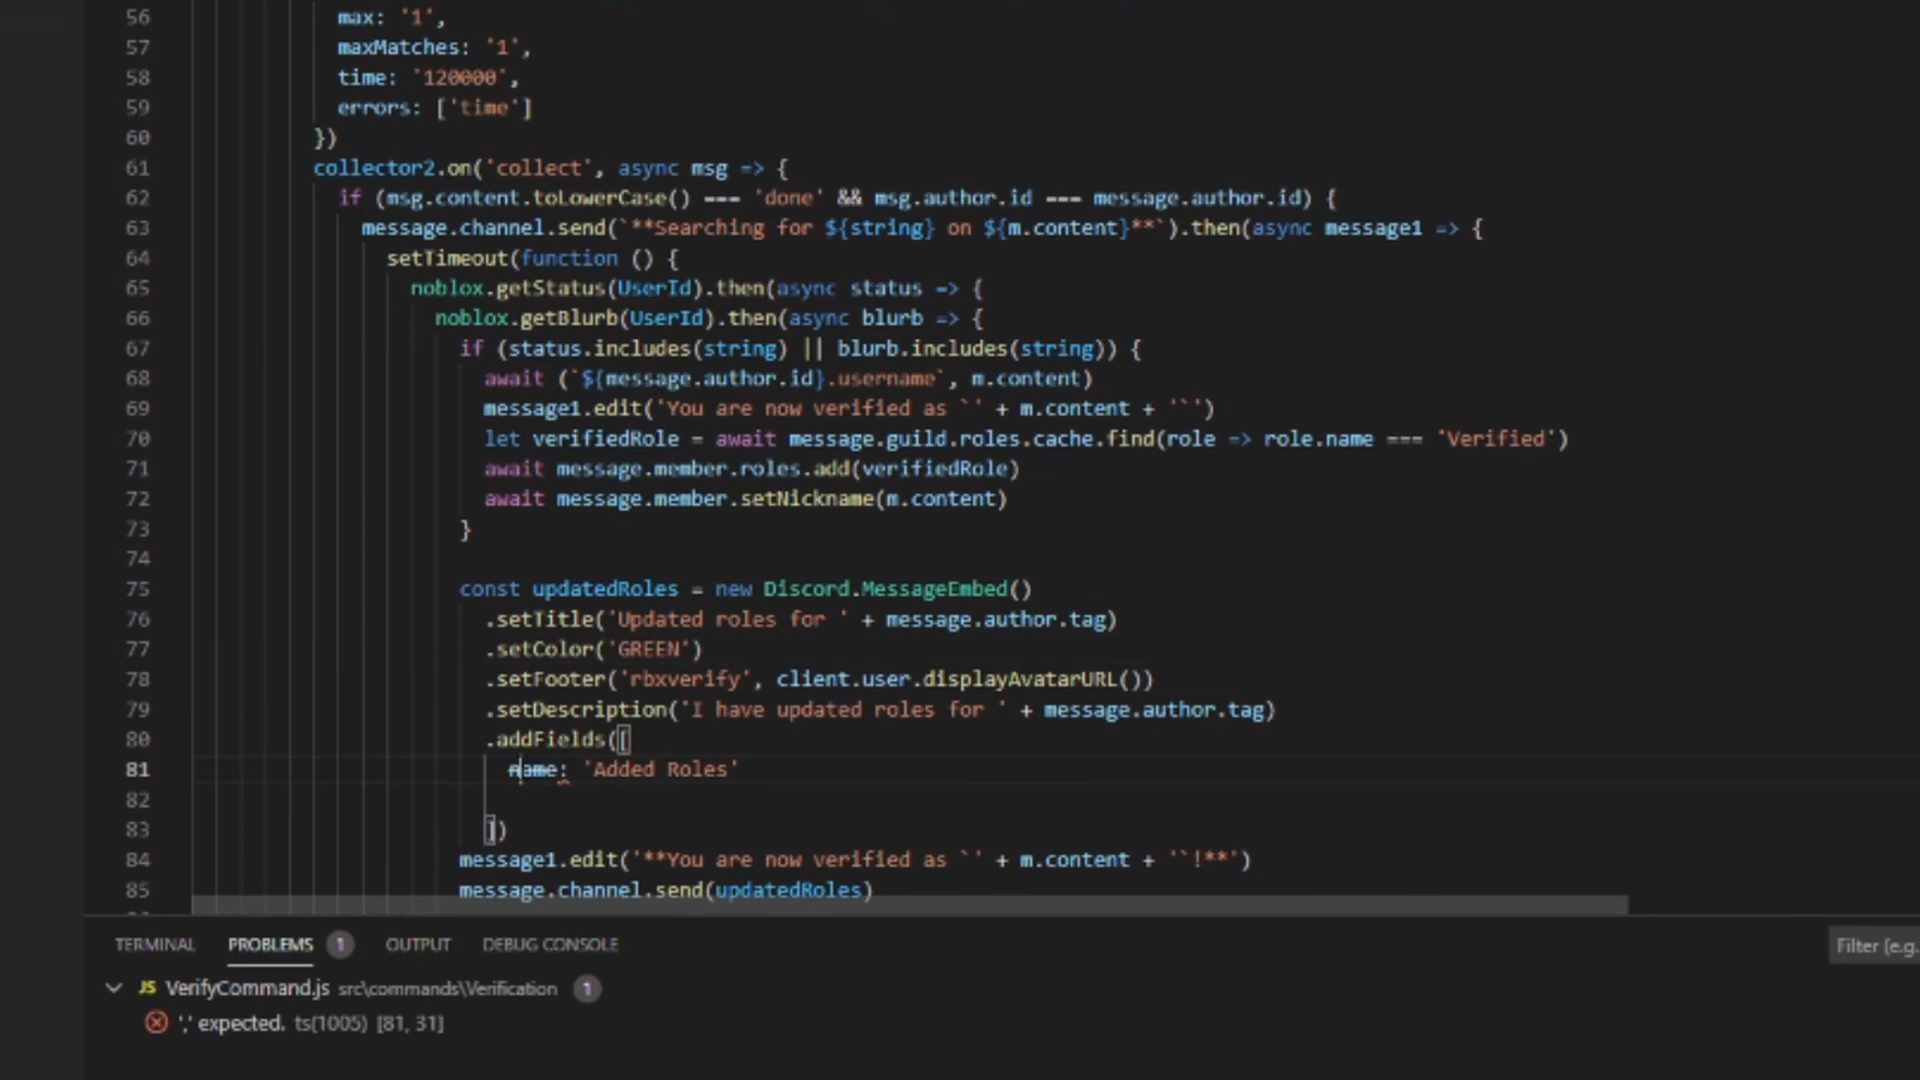 56 max: '1',
57 maxMatches: '1',
58 time: '120000',
59 errors: ['time']
60 })
61 collector2.on('collect', async msg => {
62 if (msg.content.toLowerCase() === 'done' && msg.author.id === message.author.id) {
63 message.channel.send(`**Searching for ${string} on ${m.content}**`).then(async message1 => {
64 setTimeout(function () {
65 noblox.getStatus(UserId).then(async status => {
66 noblox.getBlurb(UserId).then(async blurb => {
67 if (status.includes(string) || blurb.includes(string)) {
68 await (`${message.author.id}.username`, m.content)
69 message1.edit('You are now verified as `' + m.content + '`')
70 let verifiedRole = await message.guild.roles.cache.find(role => role.name === 'Verified')
71 await message.member.roles.add(verifiedRole)
72 await message.member.setNickname(m.content)
73 }
74
75 const updatedRoles = new Discord.MessageEmbed()
76 .setTitle('Updated roles for ' + message.author.tag)
77 .setColor('GREEN')
78 .setFooter('rbxverify', client.user.displayAvatarURL())
79 .setDescription('I have updated roles for ' + message.author.tag)
80 .addFields([
81 name: 'Added Roles'
82
83 ])
84 message1.edit('**You are now verified as `' + m.content + '`!**')
85 message.channel.send(updatedRoles)
TERMINAL PROBLEMS 1 OUTPUT DEBUG CONSOLE Filter (e.g.
JS VerifyCommand.js src\commands\Verification 1
',' expected. ts(1005) [81, 31]